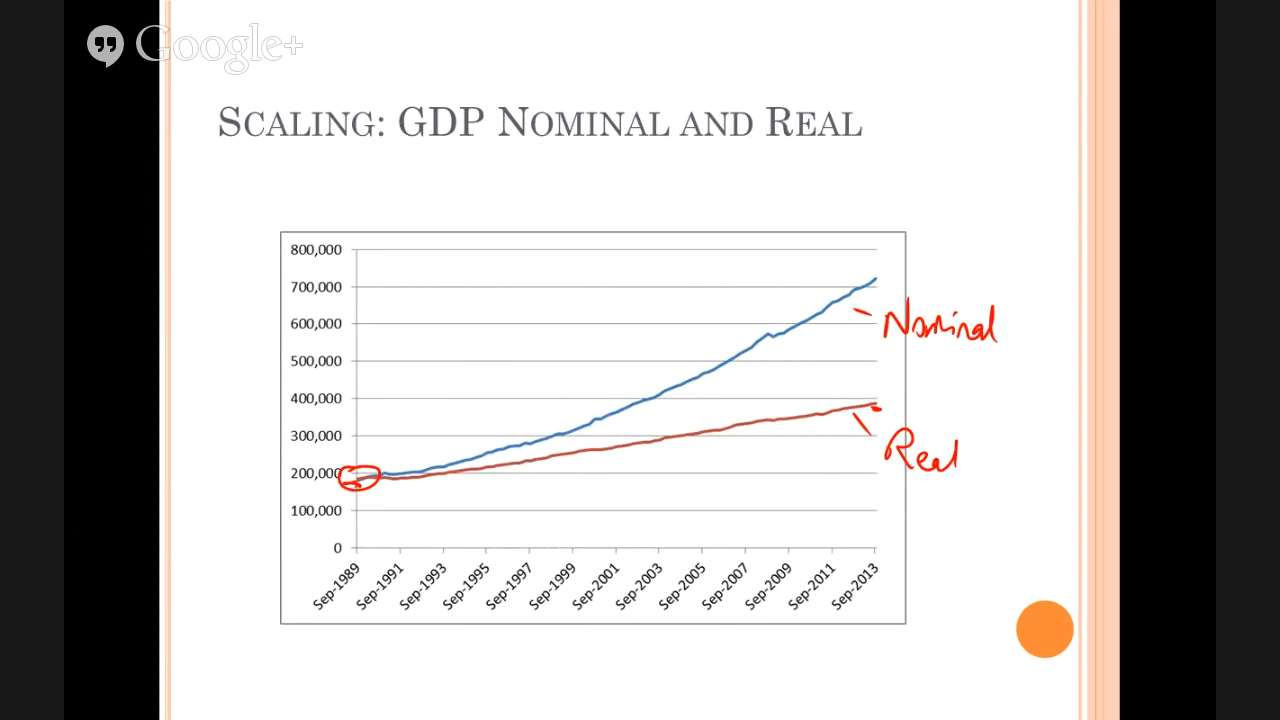 Google+
SCALING: GDP NOMINAL AND REAL
800,000
700,000
600,000
500,000
400,000
300,000
200,000
100,000
0
Nominal
Real
Sep-1989
Sep-1991
Sep-1993
Sep-1995
Sep-1997
Sep-1999
Sep-2001
Sep-2003
Sep-2005
Sep-2007
Sep-2009
Sep-2011
Sep-2013